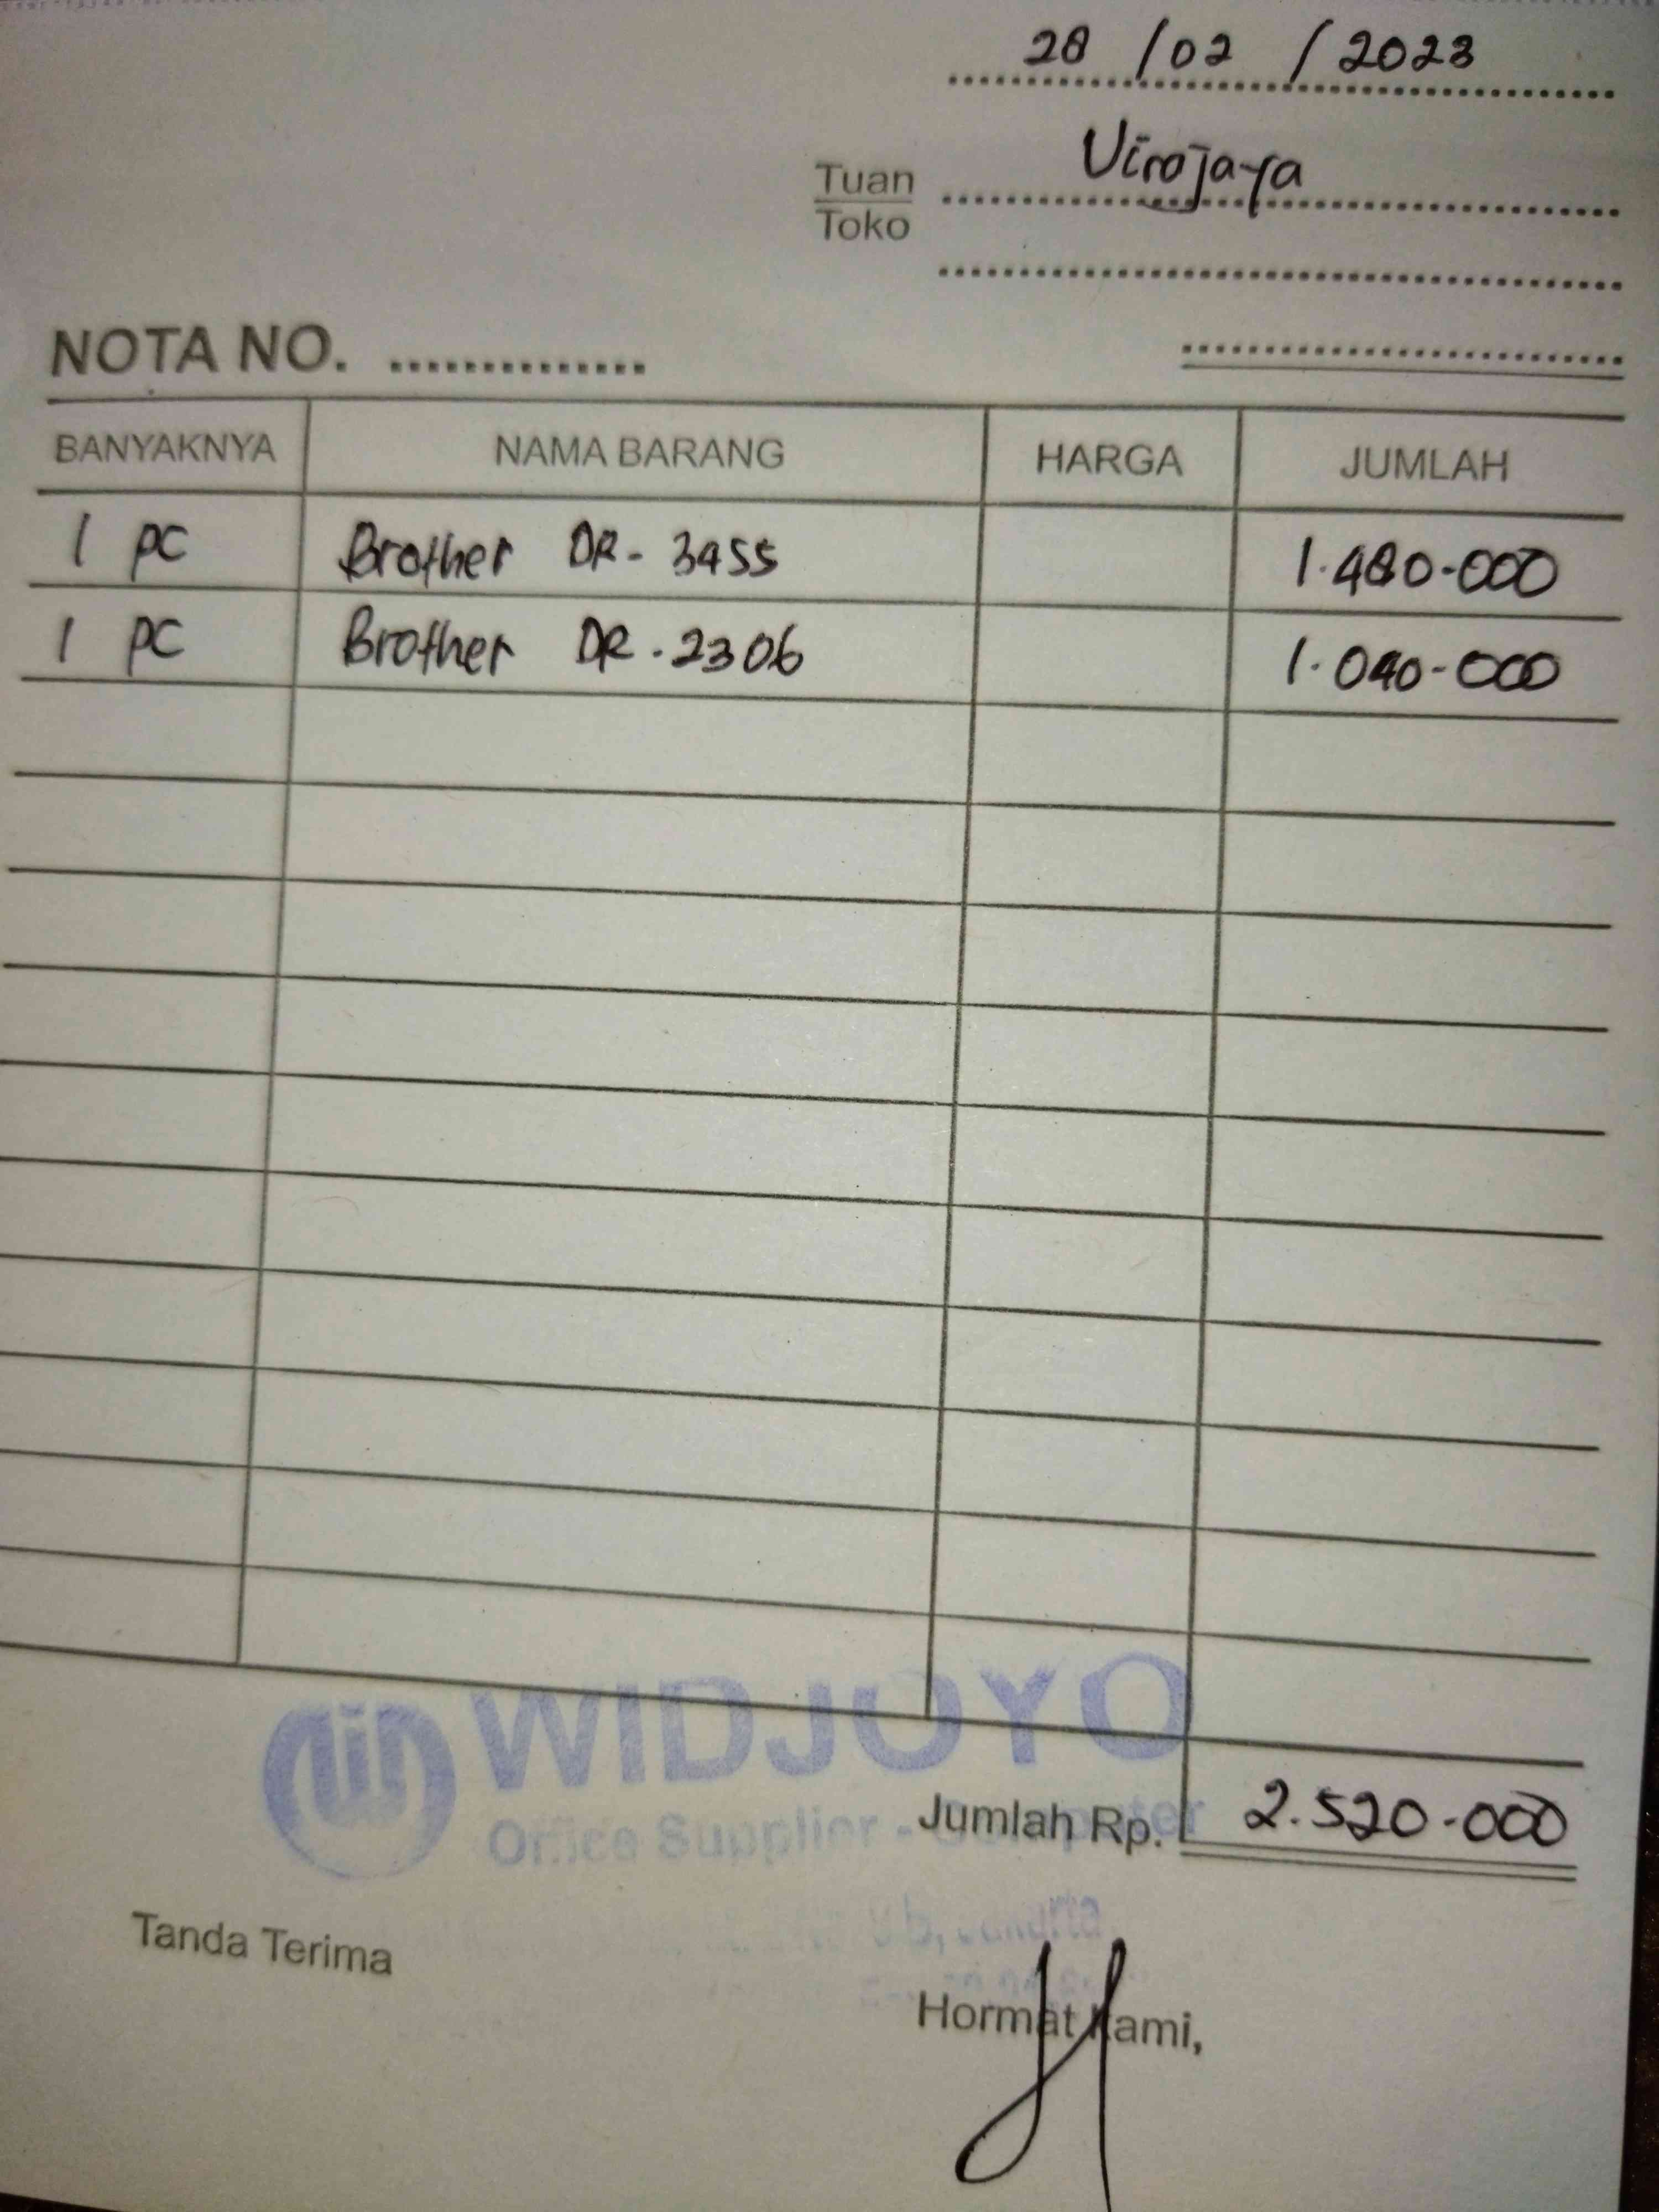 28 / 02 / 2023
Tuan
Toko
Virojaya
NOTA NO. ..............
BANYAKNYA NAMA BARANG HARGA JUMLAH
1 PC Brother DR-3455 1.480-000
1 PC Brother DR-2306 1.040-000
WIDJOYO
Office Supplier - Computer
Jumlah Rp. 2.520-000
Tanda Terima
Hormat Kami,